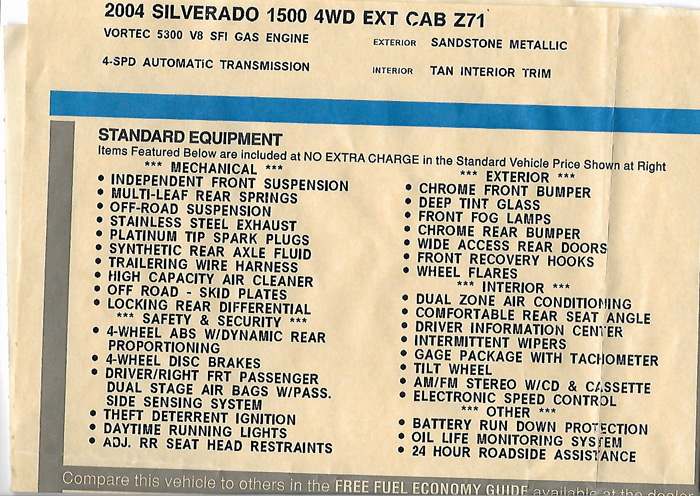 2004 SILVERADO 1500 4WD EXT CAB Z71
VORTEC 5300 V8 SFI GAS ENGINE
EXTERIOR SANDSTONE METALLIC
4-SPD AUTOMATIC TRANSMISSION
INTERIOR TAN INTERIOR TRIM
STANDARD EQUIPMENT
Items Featured Below are included at NO EXTRA CHARGE in the Standard Vehicle Price Shown at Right
*** MECHANICAL ***
• INDEPENDENT FRONT SUSPENSION
• MULTI-LEAF REAR SPRINGS
• OFF-ROAD SUSPENSION
• STAINLESS STEEL EXHAUST
• PLATINUM TIP SPARK PLUGS
• SYNTHETIC REAR AXLE FLUID
• TRAILERING WIRE HARNESS
• HIGH CAPACITY AIR CLEANER
• OFF ROAD - SKID PLATES
• LOCKING REAR DIFFERENTIAL
*** SAFETY & SECURITY ***
• 4-WHEEL ABS W/DYNAMIC REAR
PROPORTIONING
• 4-WHEEL DISC BRAKES
• DRIVER/RIGHT FRT PASSENGER
DUAL STAGE AIR BAGS W/PASS.
SIDE SENSING SYSTEM
• THEFT DETERRENT IGNITION
• DAYTIME RUNNING LIGHTS
• ADJ. RR SEAT HEAD RESTRAINTS
*** EXTERIOR ***
• CHROME FRONT BUMPER
• DEEP TINT GLASS
• FRONT FOG LAMPS
• CHROME REAR BUMPER
• WIDE ACCESS REAR DOORS
• FRONT RECOVERY HOOKS
• WHEEL FLARES
*** INTERIOR ***
• DUAL ZONE AIR CONDITIONING
• COMFORTABLE REAR SEAT ANGLE
• DRIVER INFORMATION CENTER
• INTERMITTENT WIPERS
• GAGE PACKAGE WITH TACHOMETER
• TILT WHEEL
• AM/FM STEREO W/CD & CASSETTE
• ELECTRONIC SPEED CONTROL
*** OTHER ***
• BATTERY RUN DOWN PROTECTION
• OIL LIFE MONITORING SYSTEM
• 24 HOUR ROADSIDE ASSISTANCE
Compare this vehicle to others in the FREE FUEL ECONOMY GUIDE available at the dealer